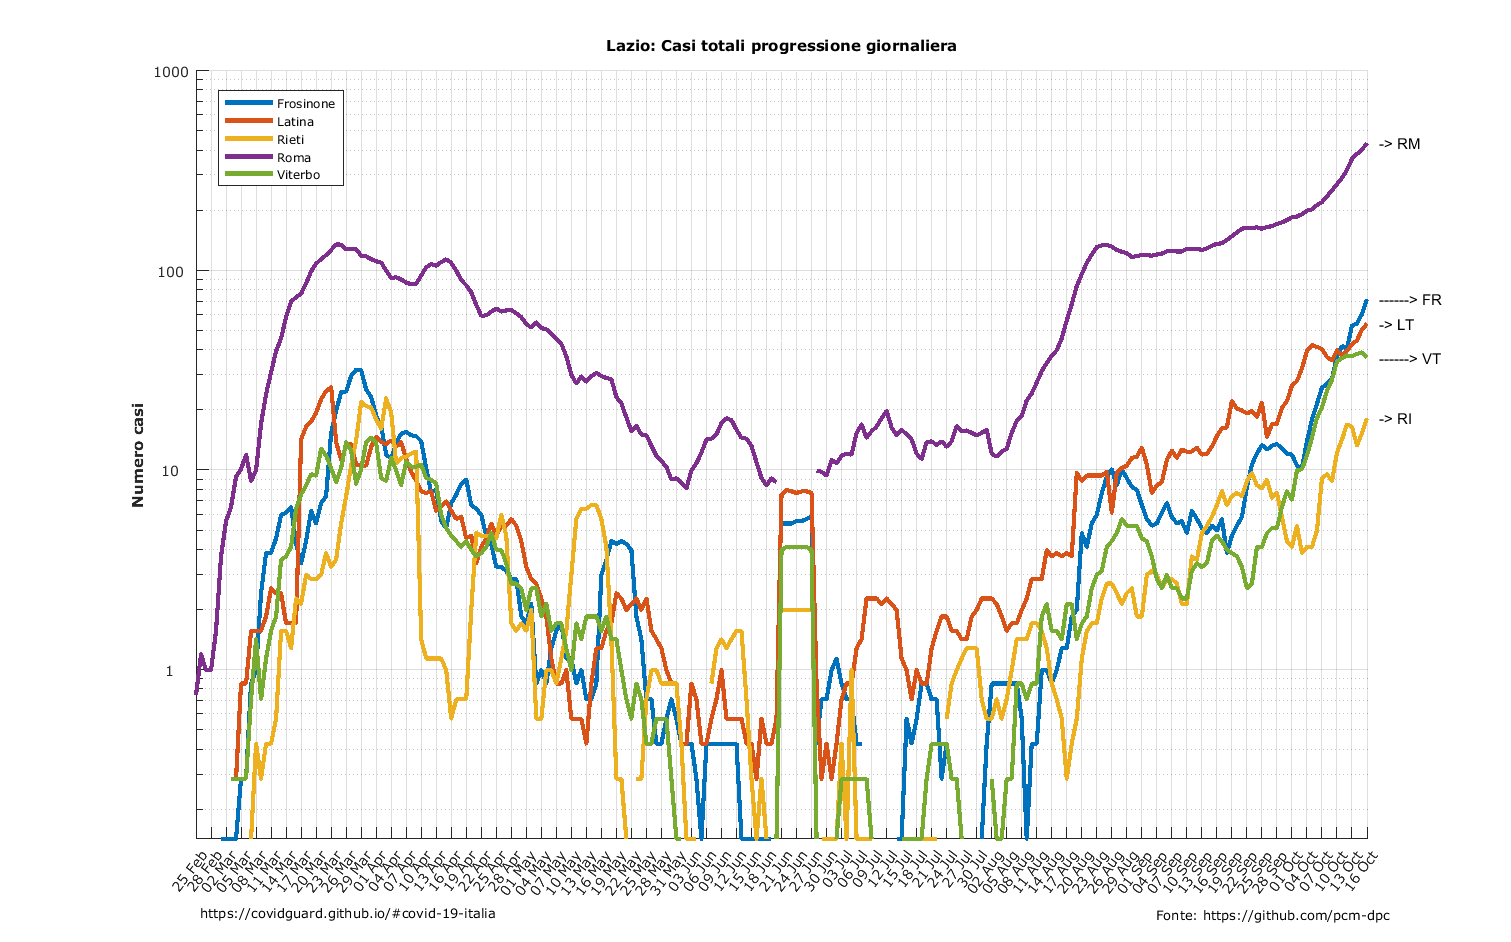 Lazio: Casi totali progressione giornaliera
1000
100
10
1
Numero casi
Frosinone
Latina
Rieti
Roma
Viterbo
-> RM
------> FR
-> LT
------> VT
-> RI
25 Feb
28 Feb
02 Mar
05 Mar
08 Mar
11 Mar
14 Mar
17 Mar
20 Mar
23 Mar
26 Mar
29 Mar
01 Apr
04 Apr
07 Apr
10 Apr
13 Apr
16 Apr
19 Apr
22 Apr
25 Apr
28 Apr
01 May
04 May
07 May
10 May
13 May
16 May
19 May
22 May
25 May
28 May
31 May
03 Jun
06 Jun
09 Jun
12 Jun
15 Jun
18 Jun
21 Jun
24 Jun
27 Jun
30 Jun
03 Jul
06 Jul
09 Jul
12 Jul
15 Jul
18 Jul
21 Jul
24 Jul
27 Jul
30 Jul
02 Aug
05 Aug
08 Aug
11 Aug
14 Aug
17 Aug
20 Aug
23 Aug
26 Aug
29 Aug
01 Sep
04 Sep
07 Sep
10 Sep
13 Sep
16 Sep
19 Sep
22 Sep
25 Sep
28 Sep
01 Oct
04 Oct
07 Oct
10 Oct
13 Oct
16 Oct
https://covidguard.github.io/#covid-19-italia
Fonte: https://github.com/pcm-dpc